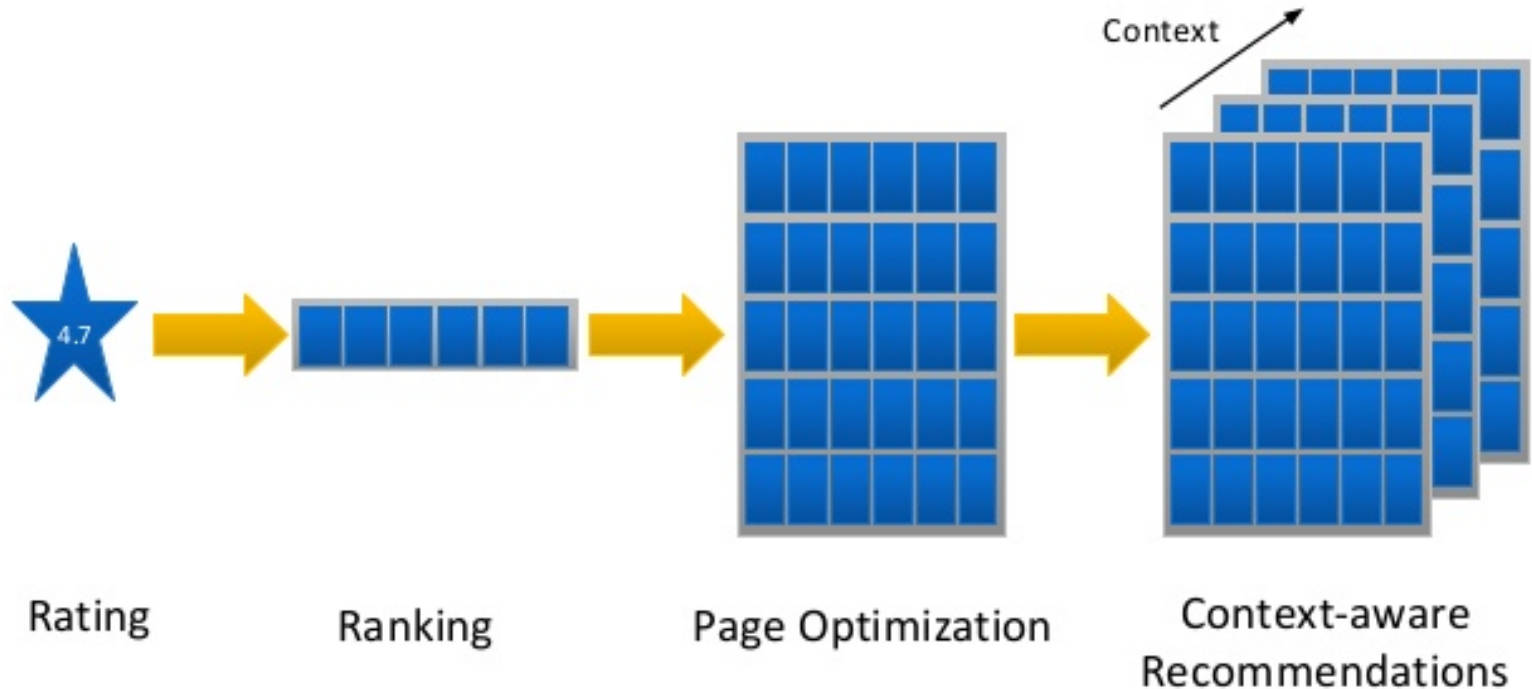 Context
4.7
Rating
Ranking
Page Optimization
Context-aware
Recommendations